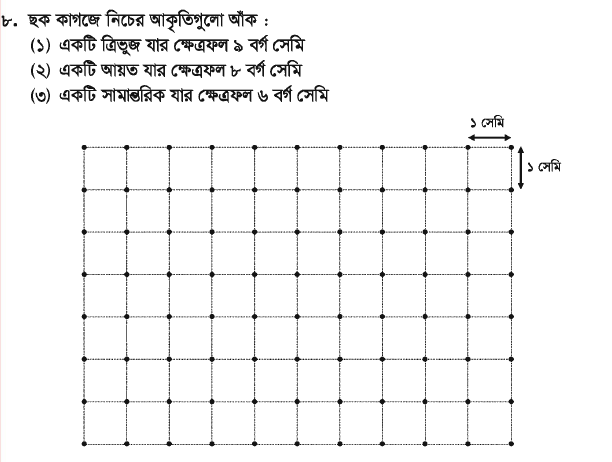 ৮. ছক কাগজে নিচের আকৃতিগুলো আঁক :
(১) একটি ত্রিভুজ যার ক্ষেত্রফল ৯ বর্গ সেমি
(২) একটি আয়ত যার ক্ষেত্রফল ৮ বর্গ সেমি
(৩) একটি সামান্তরিক যার ক্ষেত্রফল ৬ বর্গ সেমি
১ সেমি
১ সেমি